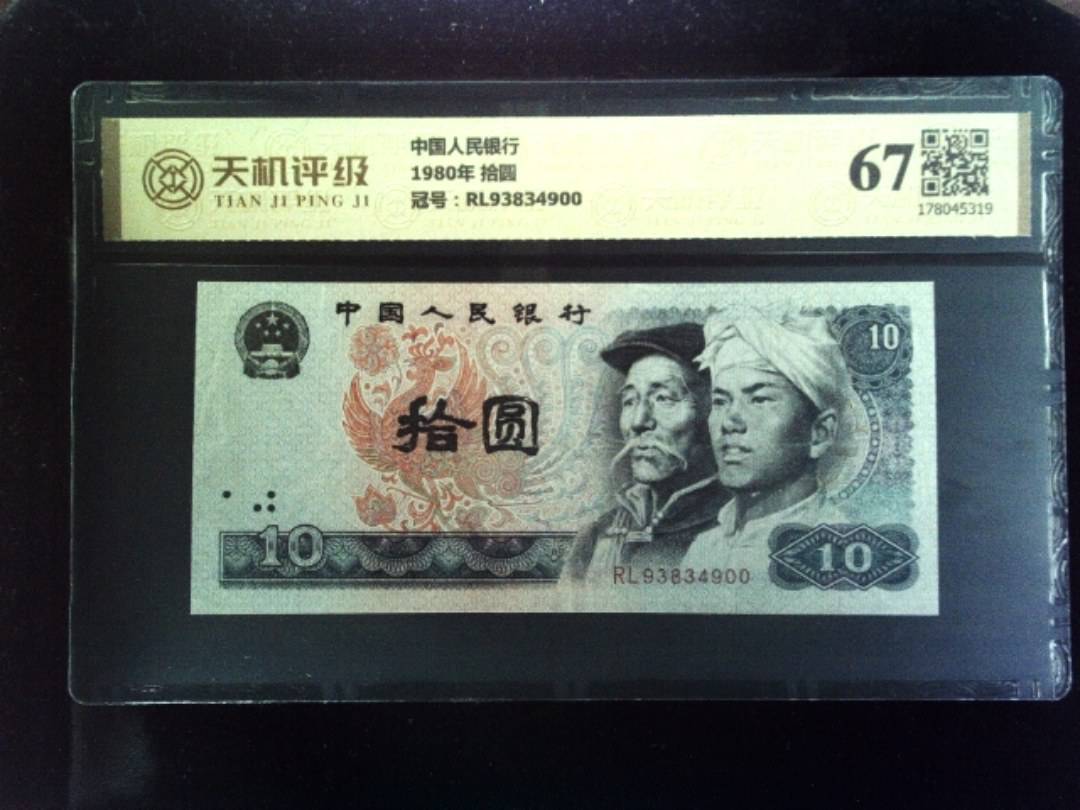 天机评级
TIAN JI PING JI
中国人民银行
1980年 拾圆
冠号：RL93834900
67
178045319
中国人民银行
10
拾圆
10
10
RL93834900